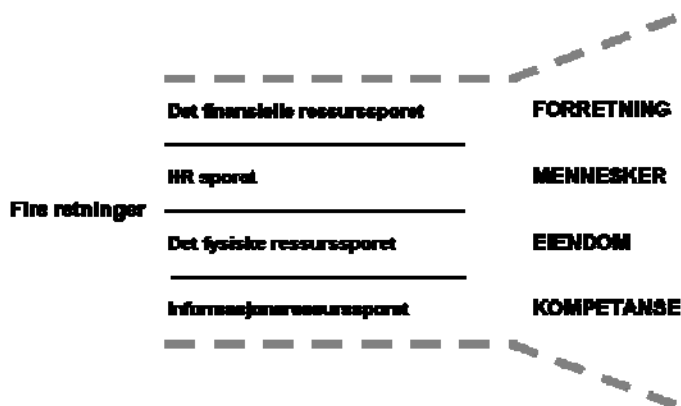 Det finansielle ressurssporet
FORRETNING
HR sporet
MENNESKER
Fire retninger
Det fysiske ressurssporet
EIENDOM
Informasjonsressurssporet
KOMPETANSE